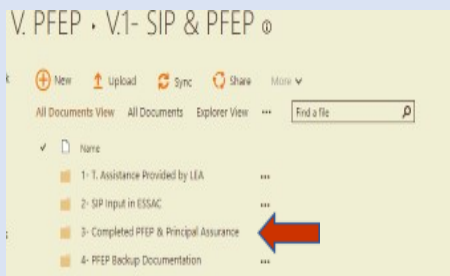 V. PFEP ▸ V.1- SIP & PFEP
New Upload Sync Share More
All Documents View All Documents Explorer View ... Find a file
Name
1- T. Assistance Provided by LEA ...
2- SIP Input in ESSAC ...
3- Completed PFEP & Principal Assurance
4- PFEP Backup Documentation ...